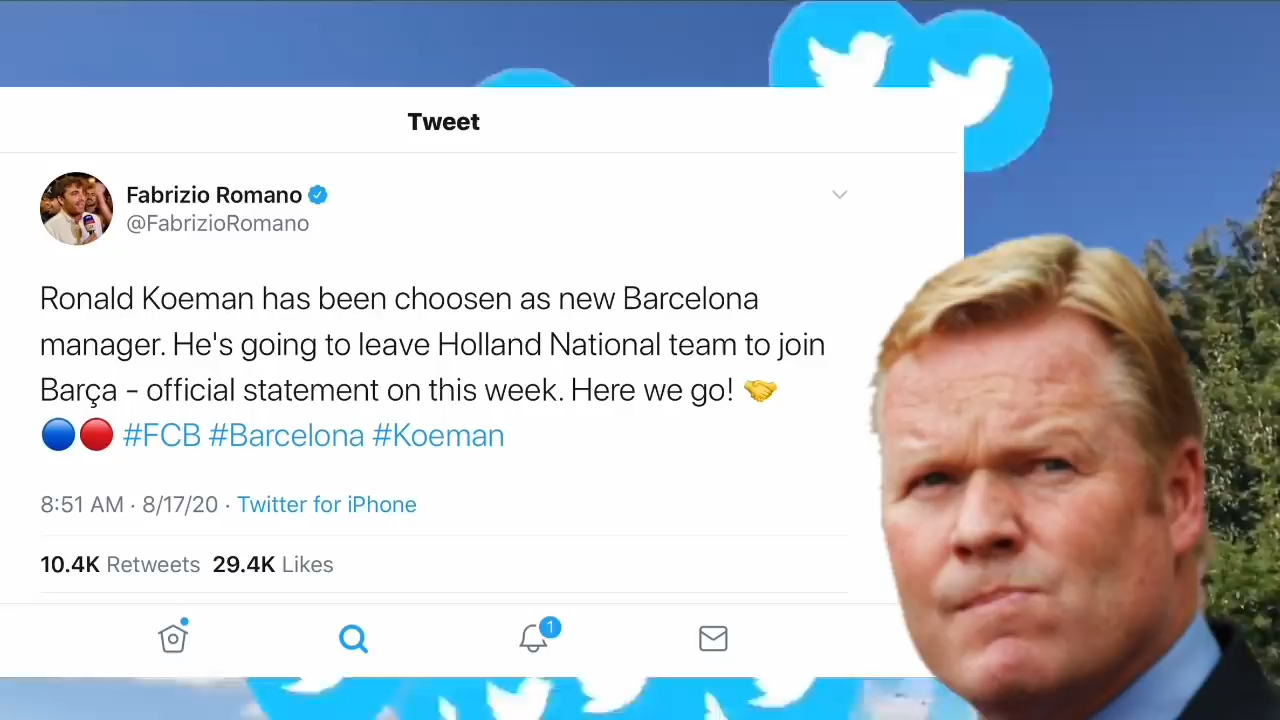 Tweet
Fabrizio Romano
@FabrizioRomano
Ronald Koeman has been choosen as new Barcelona
manager. He's going to leave Holland National team to join
Barça - official statement on this week. Here we go! 🤝
🔵🔴 #FCB #Barcelona #Koeman
8:51 AM · 8/17/20 · Twitter for iPhone
10.4K Retweets 29.4K Likes
1